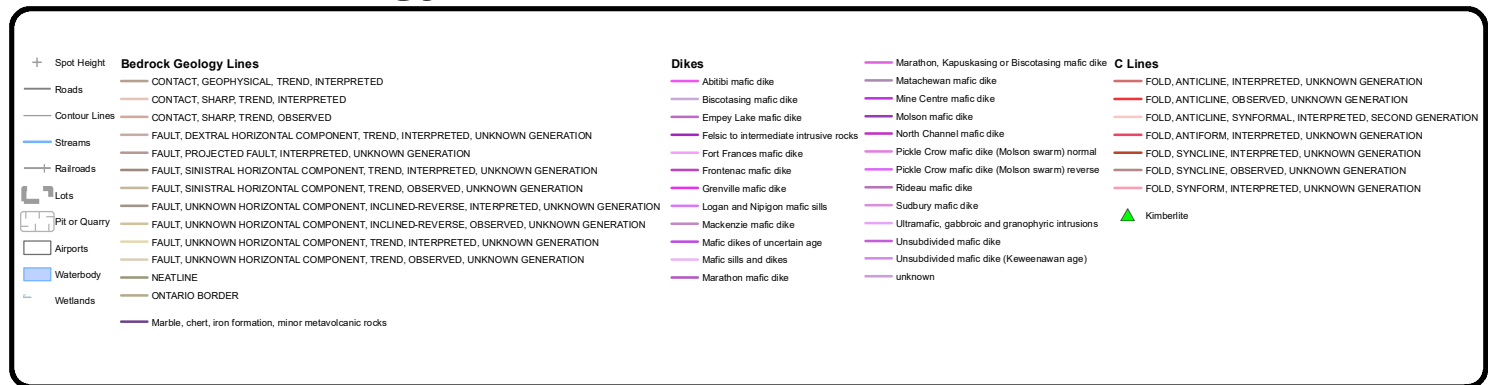 Spot Height
Roads
Contour Lines
Streams
Railroads
Lots
Pit or Quarry
Airports
Waterbody
Wetlands
Bedrock Geology Lines
CONTACT, GEOPHYSICAL, TREND, INTERPRETED
CONTACT, SHARP, TREND, INTERPRETED
CONTACT, SHARP, TREND, OBSERVED
FAULT, DEXTRAL HORIZONTAL COMPONENT, TREND, INTERPRETED, UNKNOWN GENERATION
FAULT, PROJECTED FAULT, INTERPRETED, UNKNOWN GENERATION
FAULT, SINISTRAL HORIZONTAL COMPONENT, TREND, INTERPRETED, UNKNOWN GENERATION
FAULT, SINISTRAL HORIZONTAL COMPONENT, TREND, OBSERVED, UNKNOWN GENERATION
FAULT, UNKNOWN HORIZONTAL COMPONENT, INCLINED-REVERSE, INTERPRETED, UNKNOWN GENERATION
FAULT, UNKNOWN HORIZONTAL COMPONENT, INCLINED-REVERSE, OBSERVED, UNKNOWN GENERATION
FAULT, UNKNOWN HORIZONTAL COMPONENT, TREND, INTERPRETED, UNKNOWN GENERATION
FAULT, UNKNOWN HORIZONTAL COMPONENT, TREND, OBSERVED, UNKNOWN GENERATION
NEATLINE
ONTARIO BORDER
Marble, chert, iron formation, minor metavolcanic rocks
Dikes
Abitibi mafic dike
Biscotasing mafic dike
Empey Lake mafic dike
Felsic to intermediate intrusive rocks
Fort Frances mafic dike
Frontenac mafic dike
Grenville mafic dike
Logan and Nipigon mafic sills
Mackenzie mafic dike
Mafic dikes of uncertain age
Mafic sills and dikes
Marathon mafic dike
Marathon, Kapuskasing or Biscotasing mafic dike
Matachewan mafic dike
Mine Centre mafic dike
Molson mafic dike
North Channel mafic dike
Pickle Crow mafic dike (Molson swarm) normal
Pickle Crow mafic dike (Molson swarm) reverse
Rideau mafic dike
Sudbury mafic dike
Ultramafic, gabbroic and granophyric intrusions
Unsubdivided mafic dike
Unsubdivided mafic dike (Keweenawan age)
unknown
C Lines
FOLD, ANTICLINE, INTERPRETED, UNKNOWN GENERATION
FOLD, ANTICLINE, OBSERVED, UNKNOWN GENERATION
FOLD, ANTICLINE, SYNFORMAL, INTERPRETED, SECOND GENERATION
FOLD, ANTIFORM, INTERPRETED, UNKNOWN GENERATION
FOLD, SYNCLINE, INTERPRETED, UNKNOWN GENERATION
FOLD, SYNCLINE, OBSERVED, UNKNOWN GENERATION
FOLD, SYNFORM, INTERPRETED, UNKNOWN GENERATION
Kimberlite